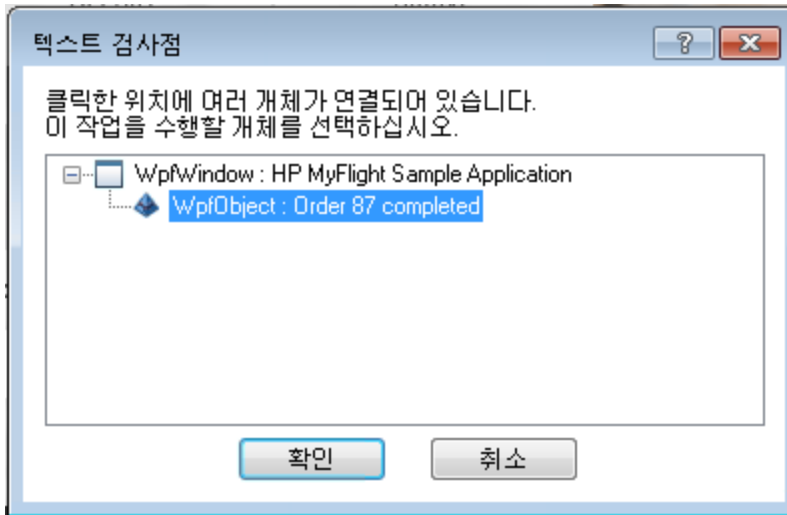 텍스트 검사점
클릭한 위치에 여러 개체가 연결되어 있습니다.
이 작업을 수행할 개체를 선택하십시오.
WpfWindow : HP MyFlight Sample Application
WpfObject : Order 87 completed
확인
취소